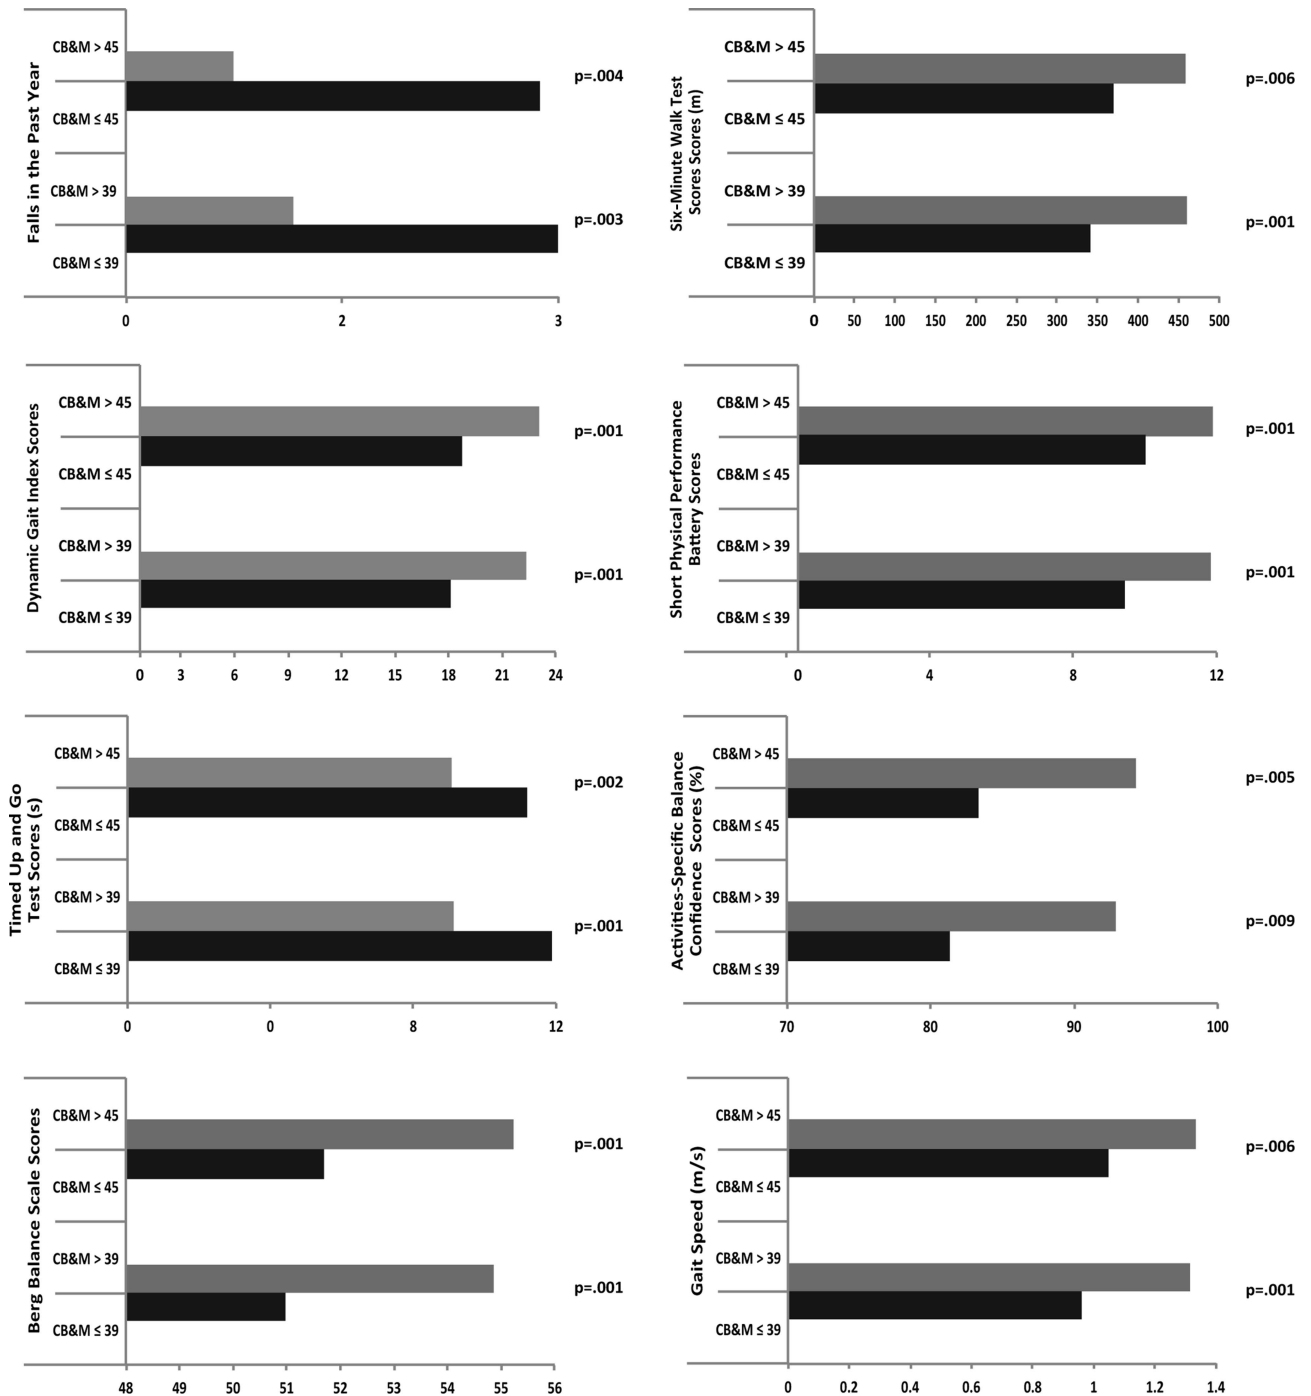 Falls in the Past Year
CB&M > 45
CB&M ≤ 45
CB&M > 39
CB&M ≤ 39
p=.004
p=.003
0 2 3
Six-Minute Walk Test
Scores Scores (m)
CB&M > 45
CB&M ≤ 45
CB&M > 39
CB&M ≤ 39
p=.006
p=.001
0 50 100 150 200 250 300 350 400 450 500
Dynamic Gait Index Scores
CB&M > 45
CB&M ≤ 45
CB&M > 39
CB&M ≤ 39
p=.001
p=.001
0 3 6 9 12 15 18 21 24
Short Physical Performance
Battery Scores
CB&M > 45
CB&M ≤ 45
CB&M > 39
CB&M ≤ 39
p=.001
p=.001
0 4 8 12
Timed Up and Go
Test Scores (s)
CB&M > 45
CB&M ≤ 45
CB&M > 39
CB&M ≤ 39
p=.002
p=.001
0 0 8 12
Activities-Specific Balance
Confidence Scores (%)
CB&M > 45
CB&M ≤ 45
CB&M > 39
CB&M ≤ 39
p=.005
p=.009
70 80 90 100
Berg Balance Scale Scores
CB&M > 45
CB&M ≤ 45
CB&M > 39
CB&M ≤ 39
p=.001
p=.001
48 49 50 51 52 53 54 55 56
Gait Speed (m/s)
CB&M > 45
CB&M ≤ 45
CB&M > 39
CB&M ≤ 39
p=.006
p=.001
0 0.2 0.4 0.6 0.8 1 1.2 1.4